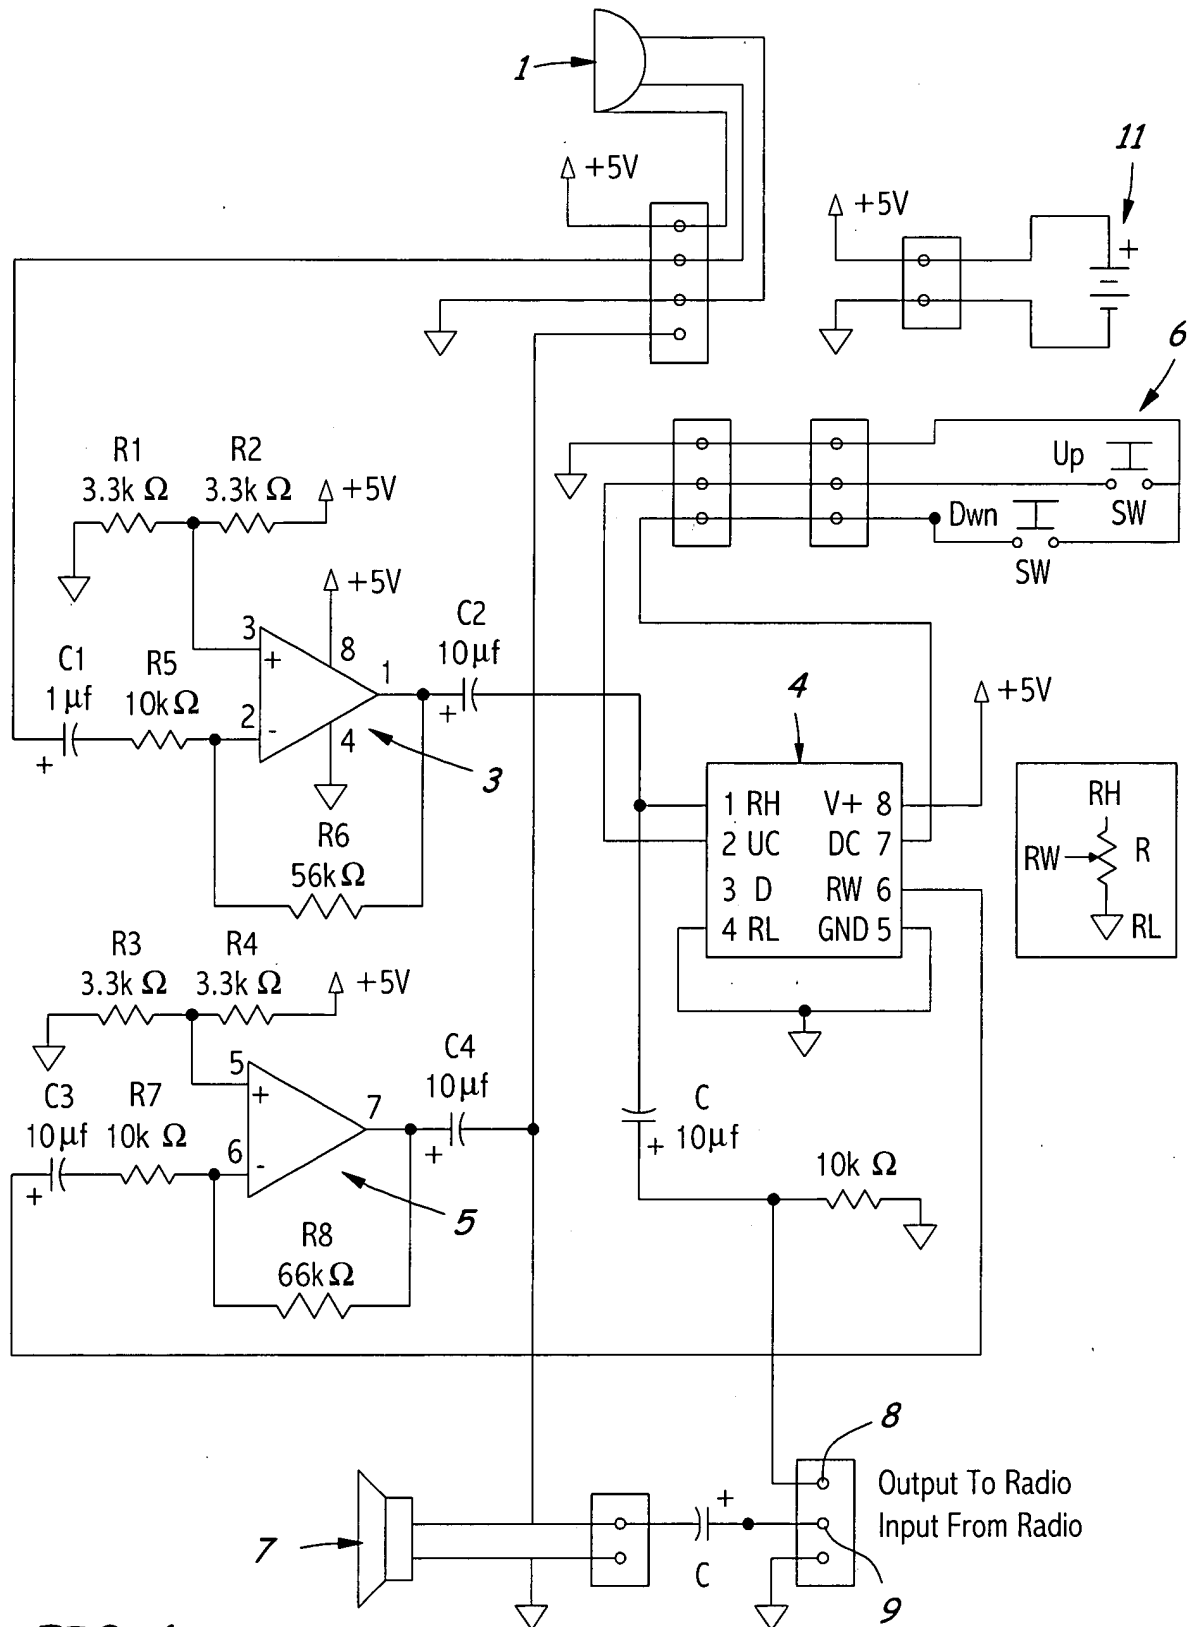 1
+5V
11
+5V
+
6
R1
3.3k Ω
R2
3.3k Ω
+5V
Up
SW
Dwn
SW
+5V
3
+
8
C2
10μf
1
+
C1
1μf
+
R5
10kΩ
2
-
4
3
4
+5V
R6
56kΩ
1 RH
V+ 8
2 UC
DC 7
3 D
RW 6
4 RL
GND 5
RH
RW
R
RL
R3
3.3k Ω
R4
3.3k Ω
+5V
5
+
C4
10μf
7
+
C3
10μf
+
R7
10k Ω
6
-
5
C
+ 10μf
10k Ω
R8
66kΩ
8
Output To Radio
Input From Radio
+
7
C
9